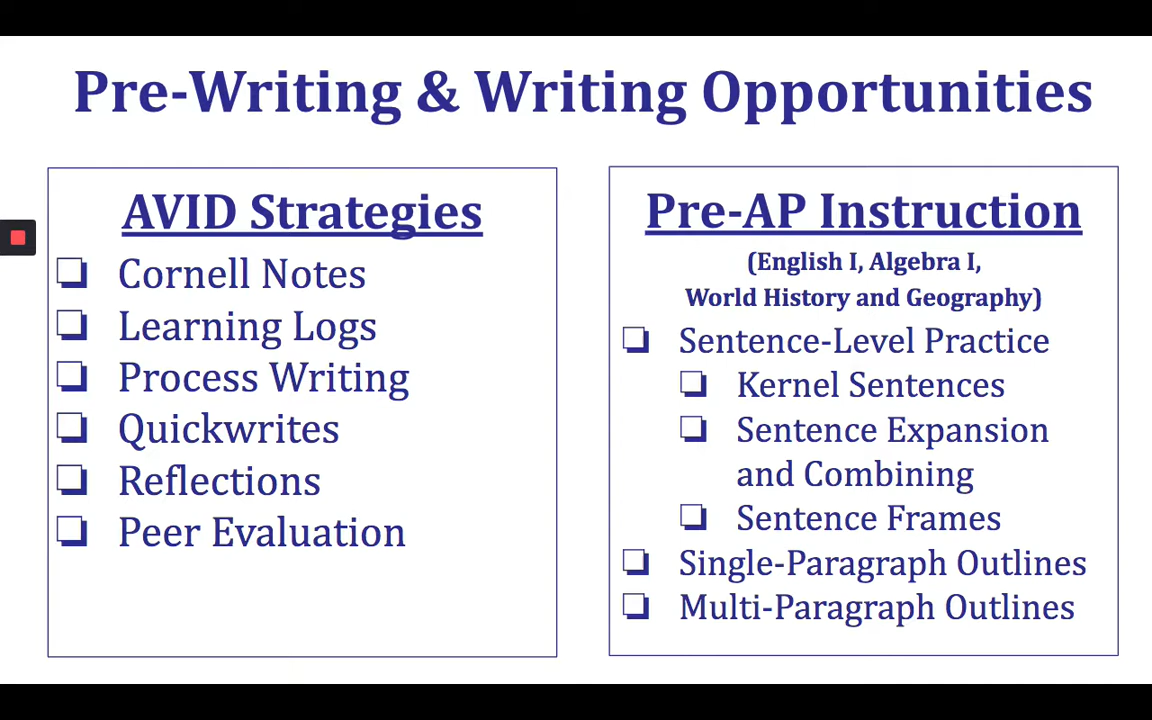 Pre-Writing & Writing Opportunities
AVID Strategies
Cornell Notes
Learning Logs
Process Writing
Quickwrites
Reflections
Peer Evaluation
Pre-AP Instruction
(English I, Algebra I,
World History and Geography)
Sentence-Level Practice
Kernel Sentences
Sentence Expansion
and Combining
Sentence Frames
Single-Paragraph Outlines
Multi-Paragraph Outlines